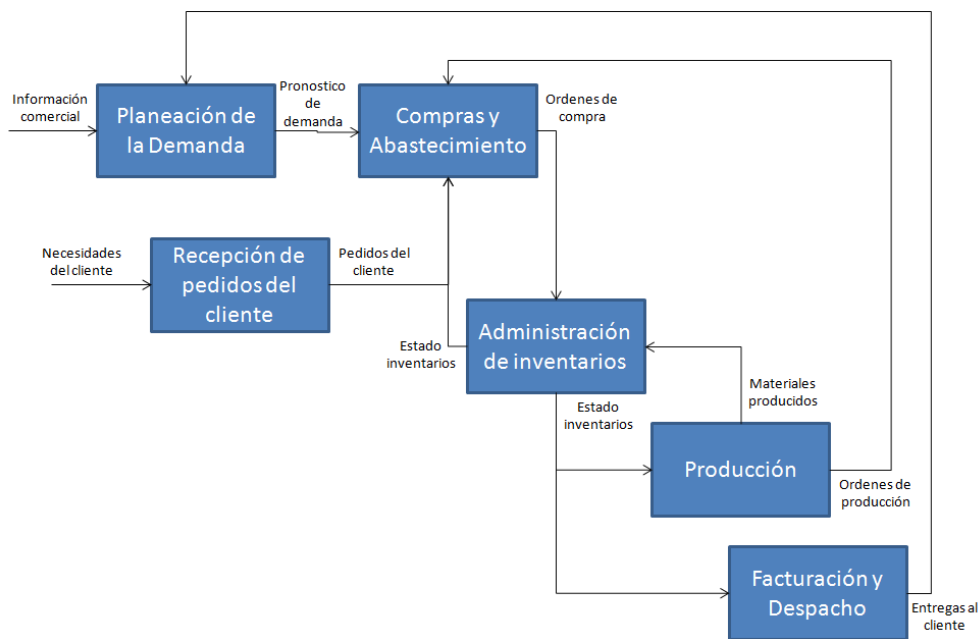 Información
comercial
Planeación de
la Demanda
Pronostico
de
demanda
Compras y
Abastecimiento
Ordenes de
compra
Necesidades
del cliente
Recepción de
pedidos del
cliente
Pedidos del
cliente
Estado
inventarios
Administración
de inventarios
Estado
inventarios
Materiales
producidos
Producción
Ordenes de
producción
Facturación y
Despacho
Entregas al
cliente